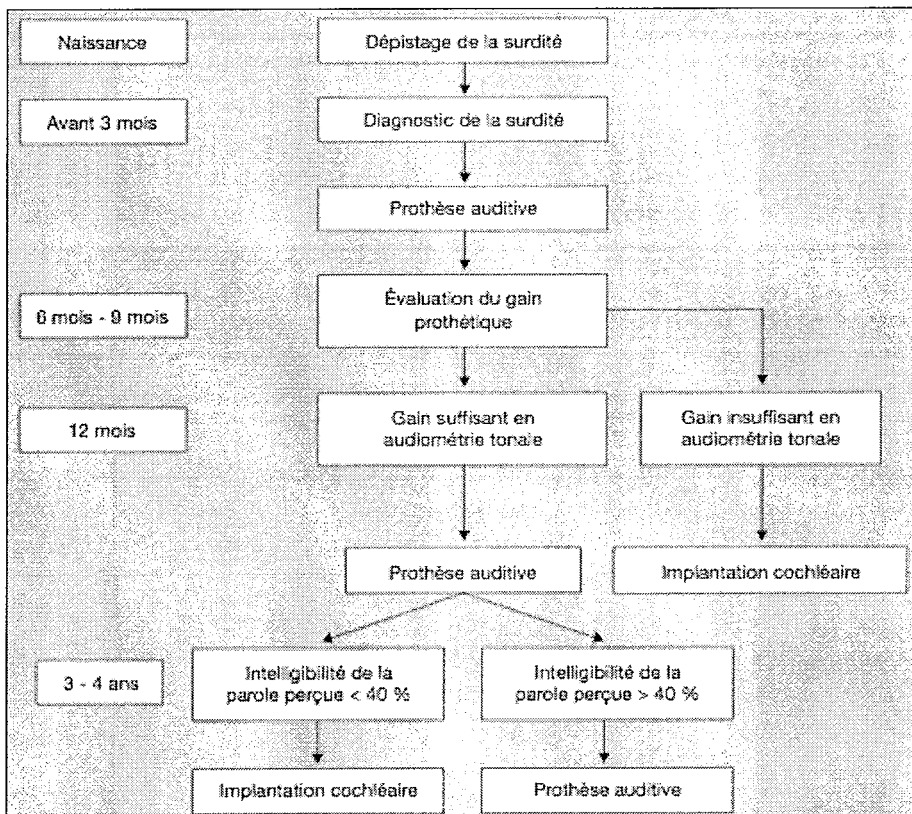 Naissance
Dépistage de la surdité
Avant 3 mois
Diagnostic de la surdité
Prothèse auditive
6 mois - 9 mois
Évaluation du gain
prothétique
12 mois
Gain suffisant en
audiométrie tonale
Gain insuffisant en
audiométrie tonale
Prothèse auditive
Implantation cochléaire
3 - 4 ans
Intelligibilité de la
parole perçue < 40 %
Intelligibilité de la
parole perçue > 40 %
Implantation cochléaire
Prothèse auditive